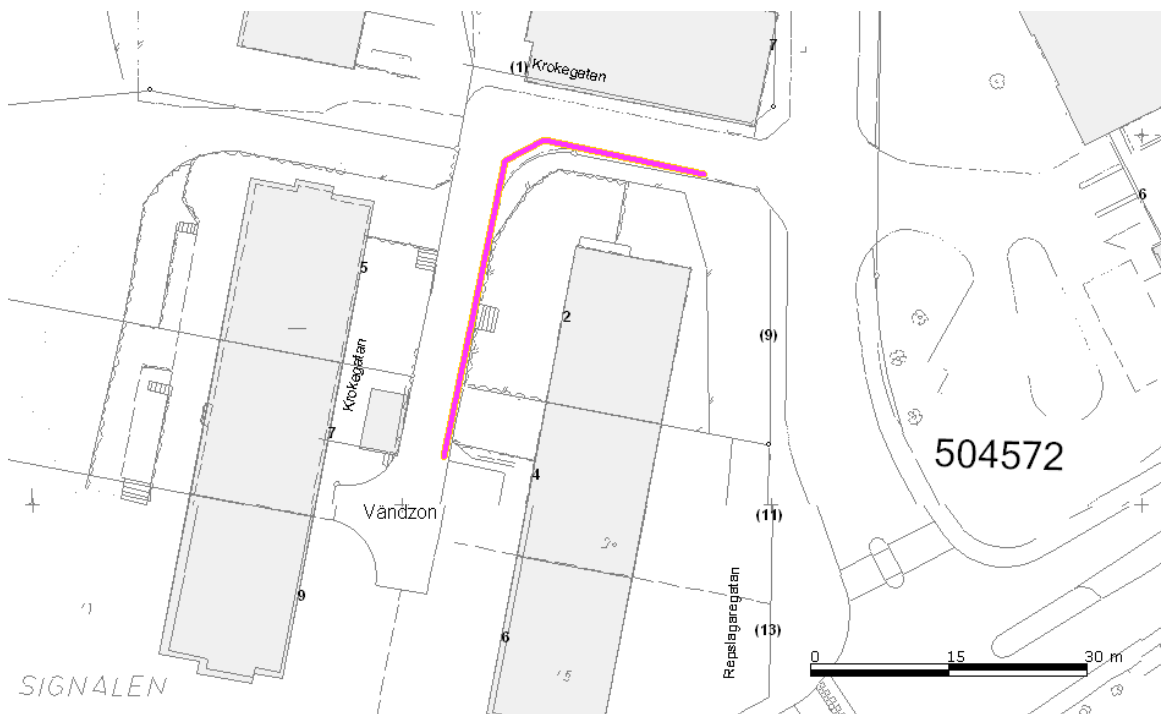 7
(1) Krokegatan
6
5
2
(9)
Krokegatan
7
504572
4
Vändzon
(11)
Repslagaregatan
9
(13)
6
0 15 30 m
SIGNALEN